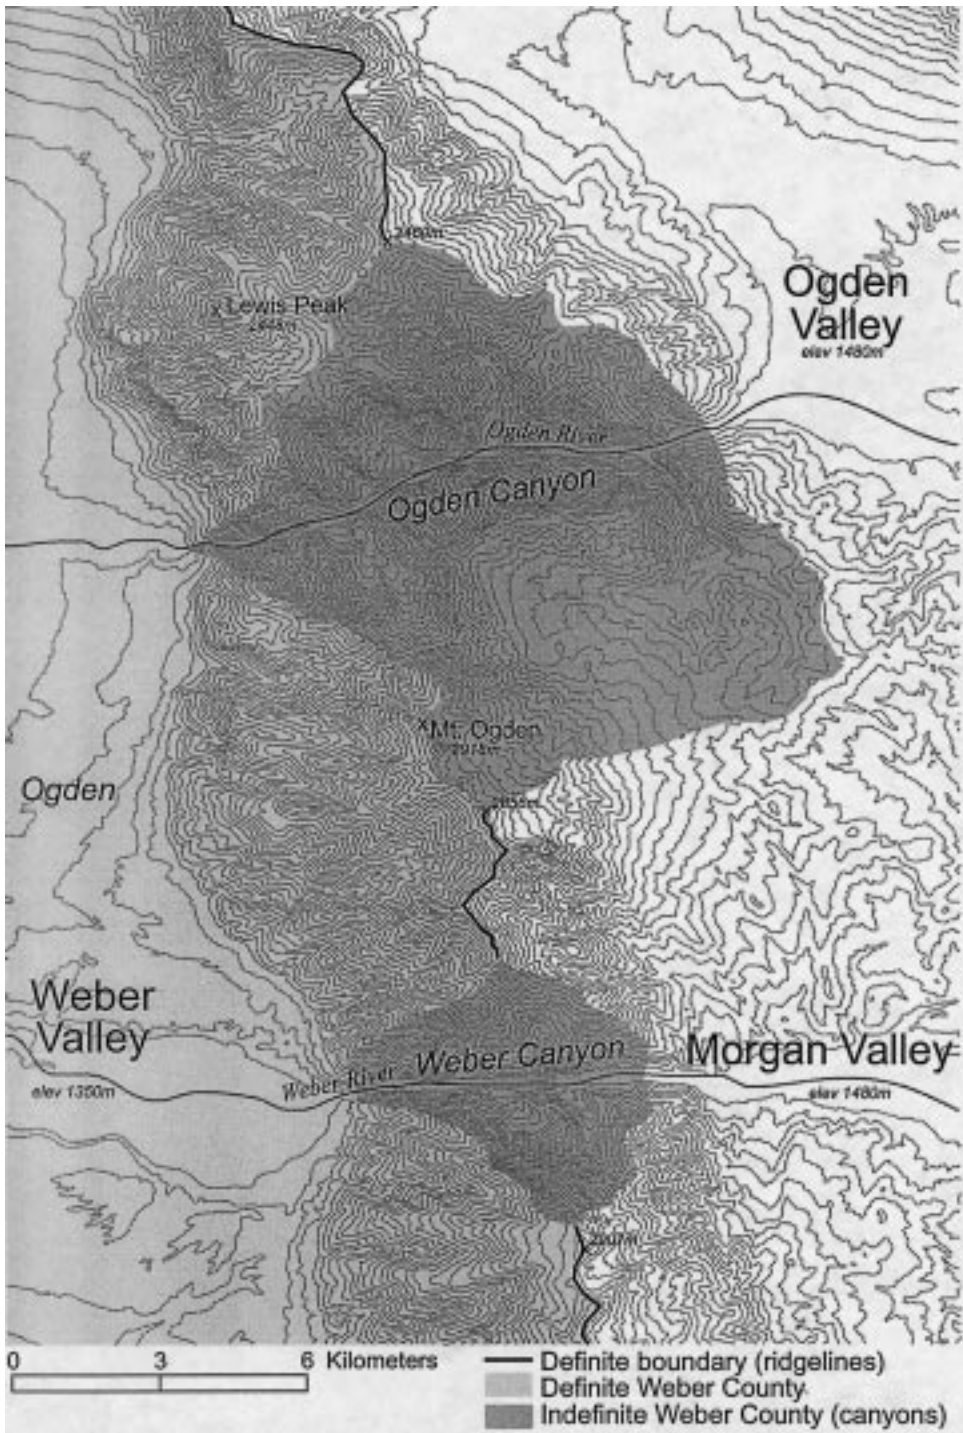 2460m
Ogden
Valley
elev 1480m
Lewis Peak
Ogden River
Ogden Canyon
Mt. Ogden
Ogden
Weber
Valley
Weber Canyon
Morgan Valley
Weber River
elev 1350m
elev 1480m
0 3 6 Kilometers
Definite boundary (ridgelines)
Definite Weber County
Indefinite Weber County (canyons)